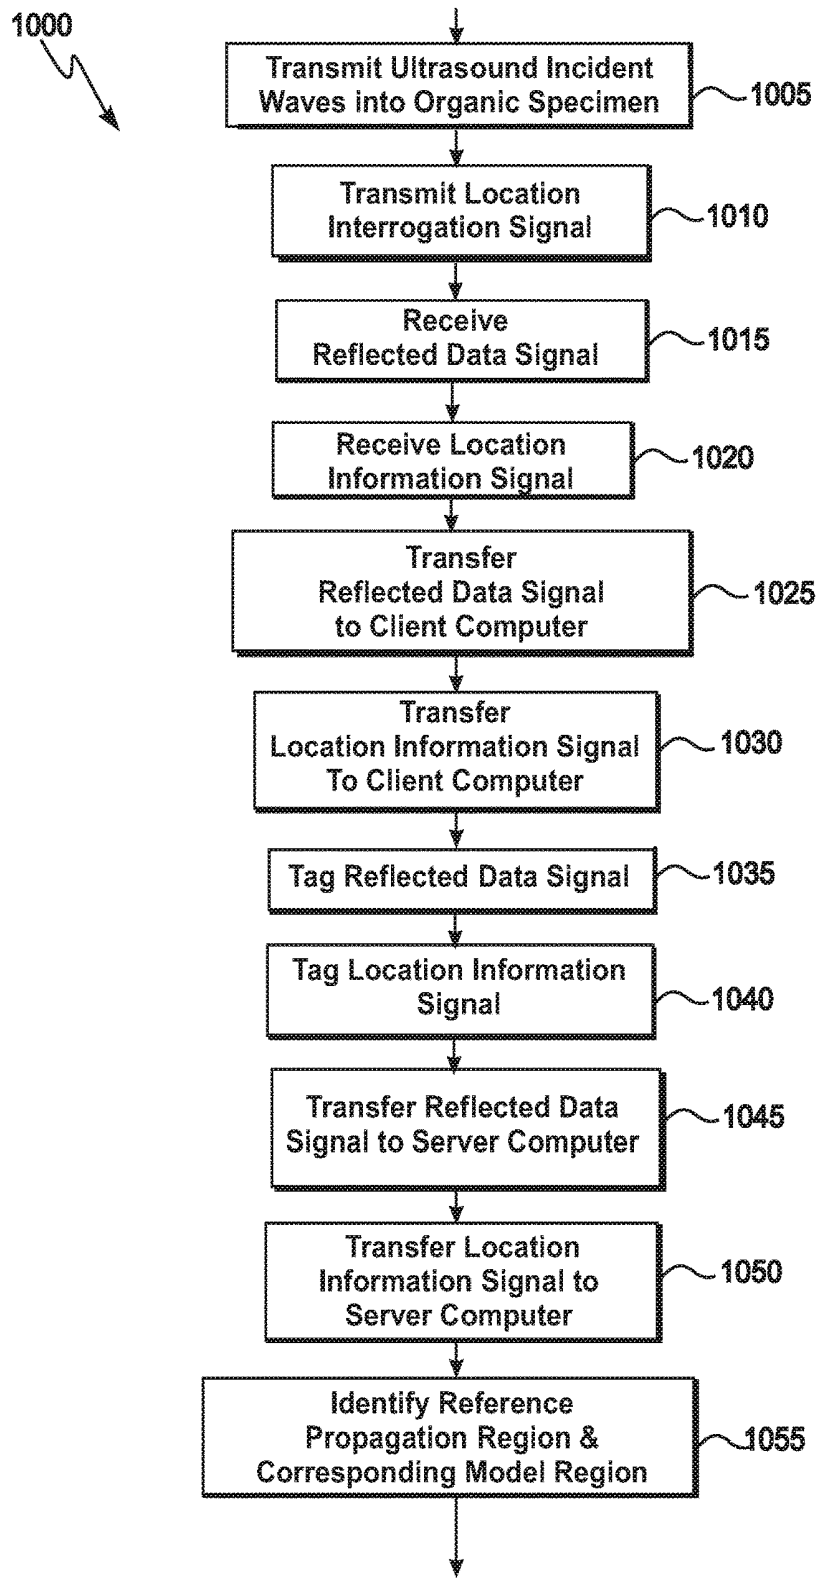 1000
Transmit Ultrasound Incident
Waves into Organic Specimen
1005
Transmit Location
Interrogation Signal
1010
Receive
Reflected Data Signal
1015
Receive Location
Information Signal
1020
Transfer
Reflected Data Signal
to Client Computer
1025
Transfer
Location Information Signal
To Client Computer
1030
Tag Reflected Data Signal
1035
Tag Location Information
Signal
1040
Transfer Reflected Data
Signal to Server Computer
1045
Transfer Location
Information Signal to
Server Computer
1050
Identify Reference
Propagation Region &
Corresponding Model Region
1055